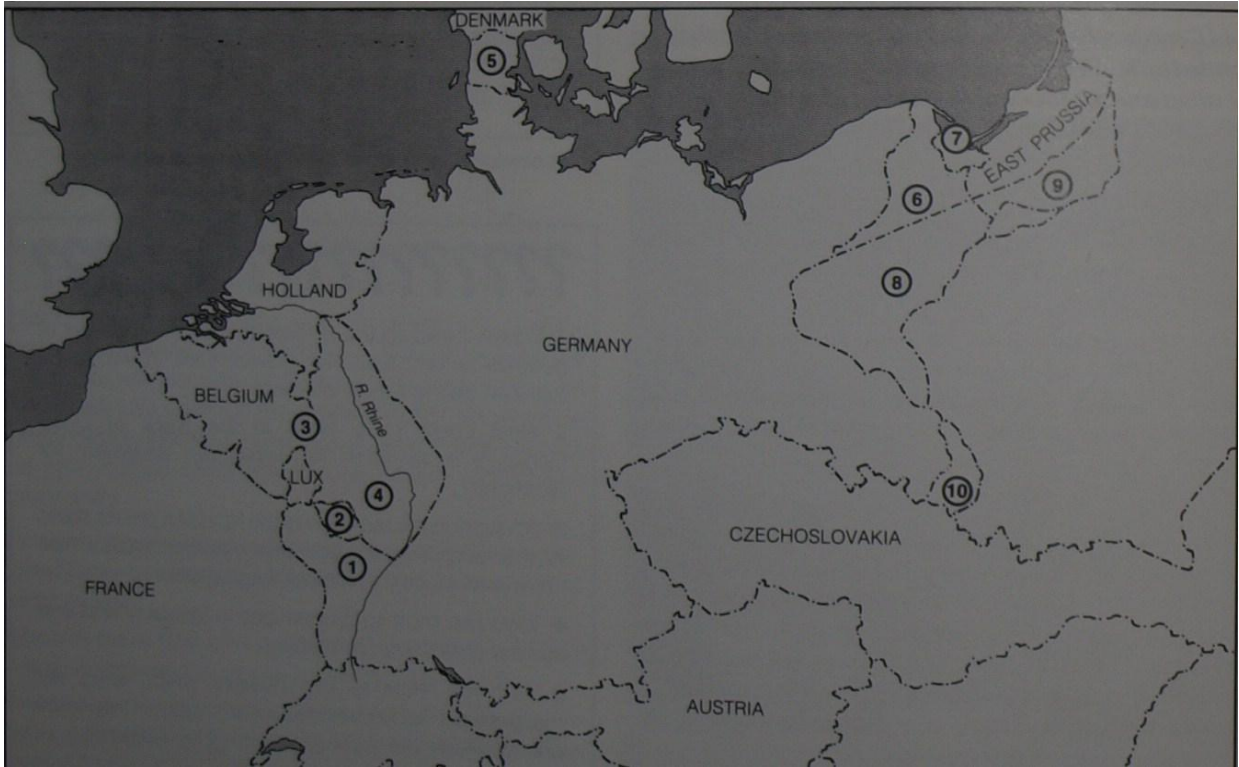 DENMARK
5
7
EAST PRUSSIA
9
6
8
HOLLAND
GERMANY
BELGIUM
R. Rhine
3
LUX
4
10
2
CZECHOSLOVAKIA
1
FRANCE
AUSTRIA